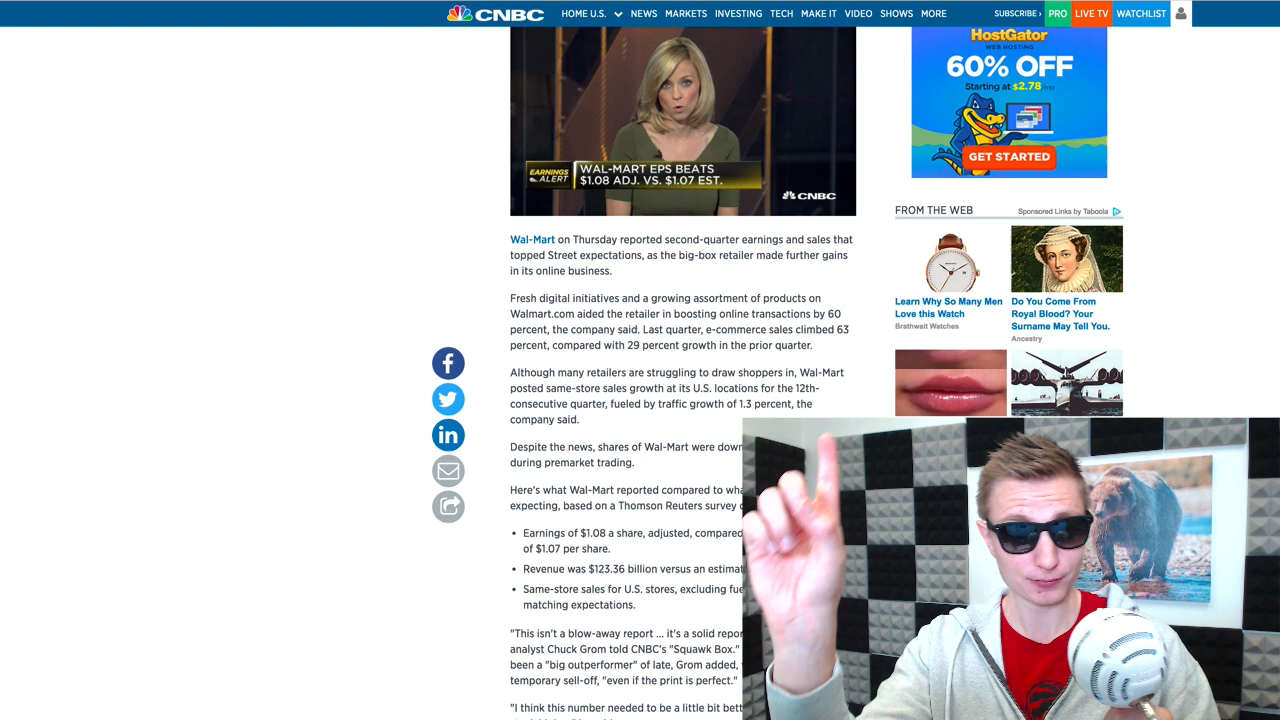 CNBC
HOME U.S. NEWS MARKETS INVESTING TECH MAKE IT VIDEO SHOWS MORE
SUBSCRIBE › PRO LIVE TV WATCHLIST
EARNINGS ALERT
WAL-MART EPS BEATS
$1.08 ADJ. VS. $1.07 EST.
CNBC
Wal-Mart on Thursday reported second-quarter earnings and sales that
topped Street expectations, as the big-box retailer made further gains
in its online business.
Fresh digital initiatives and a growing assortment of products on
Walmart.com aided the retailer in boosting online transactions by 60
percent, the company said. Last quarter, e-commerce sales climbed 63
percent, compared with 29 percent growth in the prior quarter.
Although many retailers are struggling to draw shoppers in, Wal-Mart
posted same-store sales growth at its U.S. locations for the 12th-
consecutive quarter, fueled by traffic growth of 1.3 percent, the
company said.
Despite the news, shares of Wal-Mart were down
during premarket trading.
Here's what Wal-Mart reported compared to
expecting, based on a Thomson Reuters survey
• Earnings of $1.08 a share, adjusted, compared
of $1.07 per share.
• Revenue was $123.36 billion versus an
• Same-store sales for U.S. stores, excluding
matching expectations.
"This isn't a blow-away report ... it's a solid
analyst Chuck Grom told CNBC's "Squawk Box."
been a "big outperformer" of late, Grom added,
temporary sell-off, "even if the print is perfect."
"I think this number needed to be a little bit
HostGator
WEB HOSTING
60% OFF
Starting at $2.78/mo
GET STARTED
FROM THE WEB
Sponsored Links by Taboola
Learn Why So Many Men
Love this Watch
Brathwait Watches
Do You Come From
Royal Blood? Your
Surname May Tell You.
Ancestry